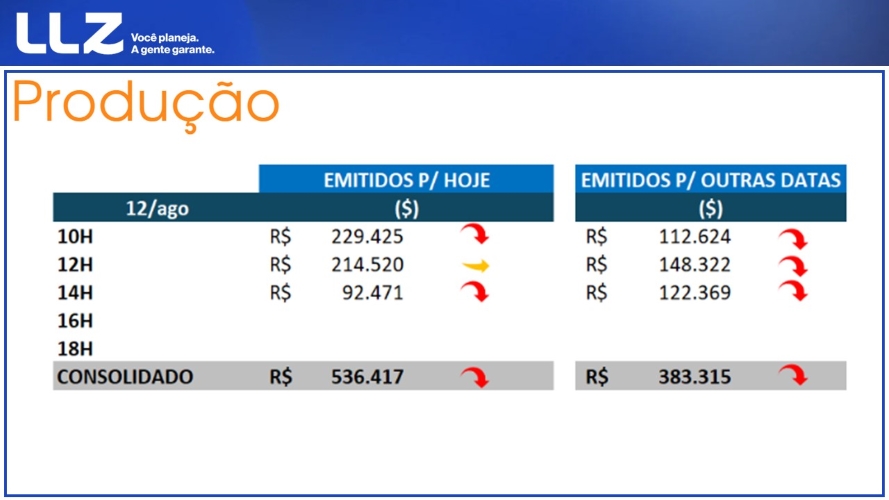 LLZ
Você planeja.
A gente garante.
Produção
EMITIDOS P/ HOJE EMITIDOS P/ OUTRAS DATAS
12/ago ($) ($)
10H R$ 229.425 R$ 112.624
12H R$ 214.520 R$ 148.322
14H R$ 92.471 R$ 122.369
16H
18H
CONSOLIDADO R$ 536.417 R$ 383.315